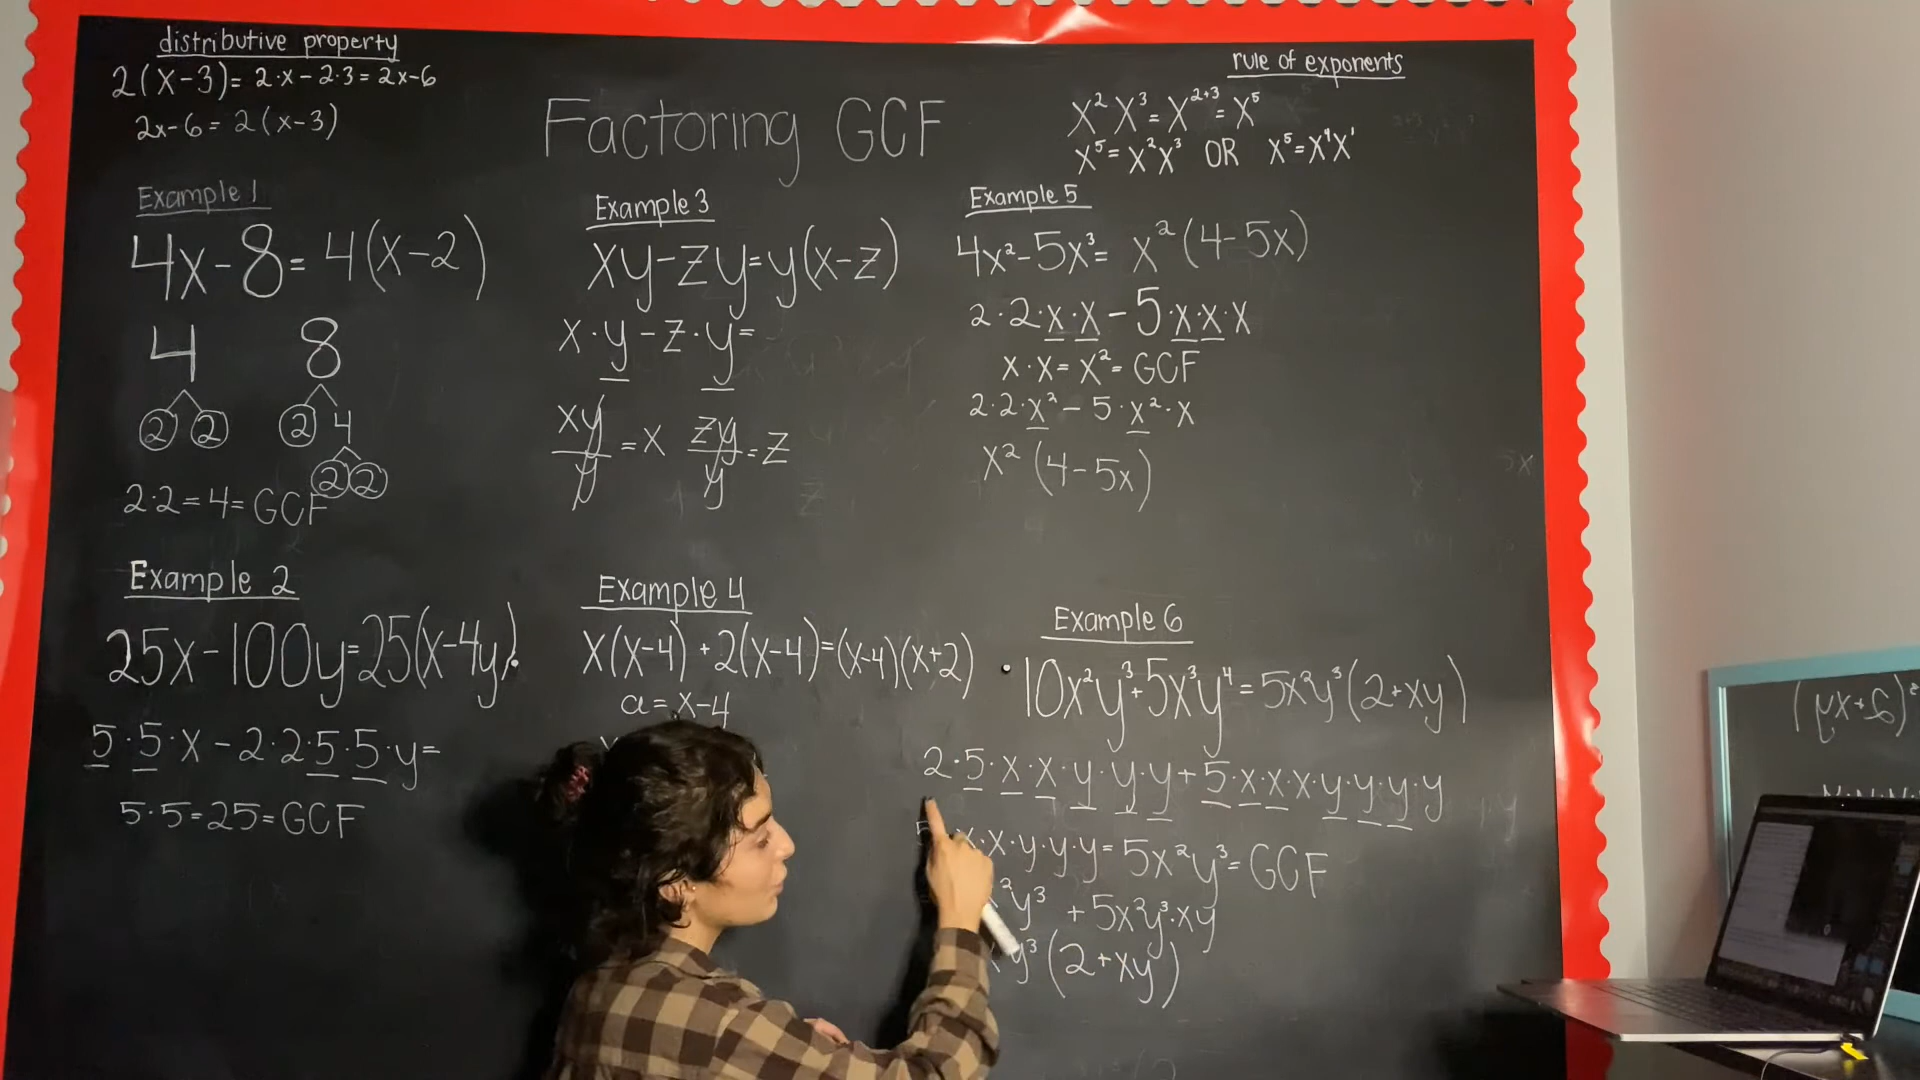 distributive property
2(x-3)= 2·x-2·3=2x-6
2x-6=2(x-3)
Factoring GCF
rule of exponents
x²x³=x²⁺³=x⁵
x⁵=x²x³ OR x⁵=x⁴x¹
Example 1
4x-8=4(x-2)
4 8
2 2 2 4
2 2
2·2=4=GCF
Example 2
25x-100y=25(x-4y)
5·5·x-2·2·5·5·y=
5·5=25=GCF
Example 3
xy-zy=y(x-z)
x·y-z·y=
xy/y=x zy/y=z
Example 4
x(x-4)+2(x-4)=(x-4)(x+2)
a=x-4
Example 5
4x²-5x³=x²(4-5x)
2·2·x·x-5·x·x·x
x·x=x²=GCF
2·2·x²-5·x²·x
x²(4-5x)
Example 6
10x²y³+5x³y⁴=5x²y³(2+xy)
2·5·x·x·y·y·y+5·x·x·x·y·y·y·y
x·x·y·y·y=5x²y³=GCF
²y³ +5x²y³·xy
y³(2+xy)